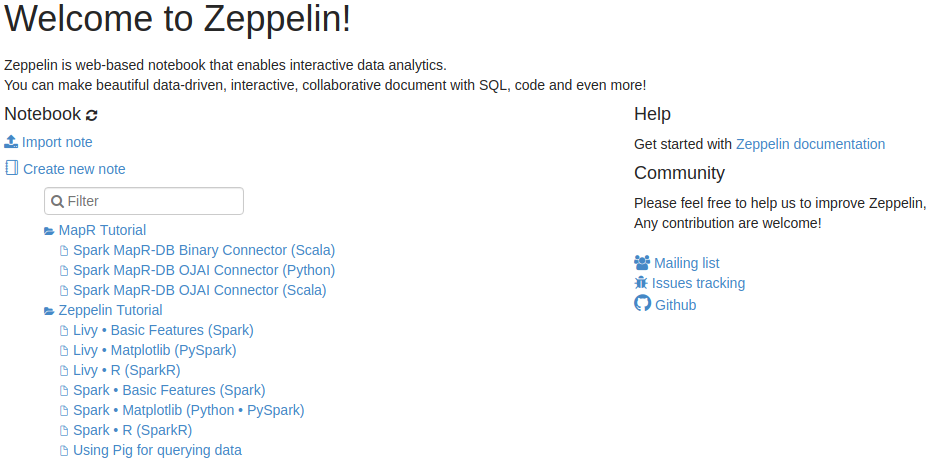 Welcome to Zeppelin!
Zeppelin is web-based notebook that enables interactive data analytics.
You can make beautiful data-driven, interactive, collaborative document with SQL, code and even more!
Notebook
Import note
Create new note
Filter
MapR Tutorial
Spark MapR-DB Binary Connector (Scala)
Spark MapR-DB OJAI Connector (Python)
Spark MapR-DB OJAI Connector (Scala)
Zeppelin Tutorial
Livy • Basic Features (Spark)
Livy • Matplotlib (PySpark)
Livy • R (SparkR)
Spark • Basic Features (Spark)
Spark • Matplotlib (Python • PySpark)
Spark • R (SparkR)
Using Pig for querying data
Help
Get started with Zeppelin documentation
Community
Please feel free to help us to improve Zeppelin,
Any contribution are welcome!
Mailing list
Issues tracking
Github